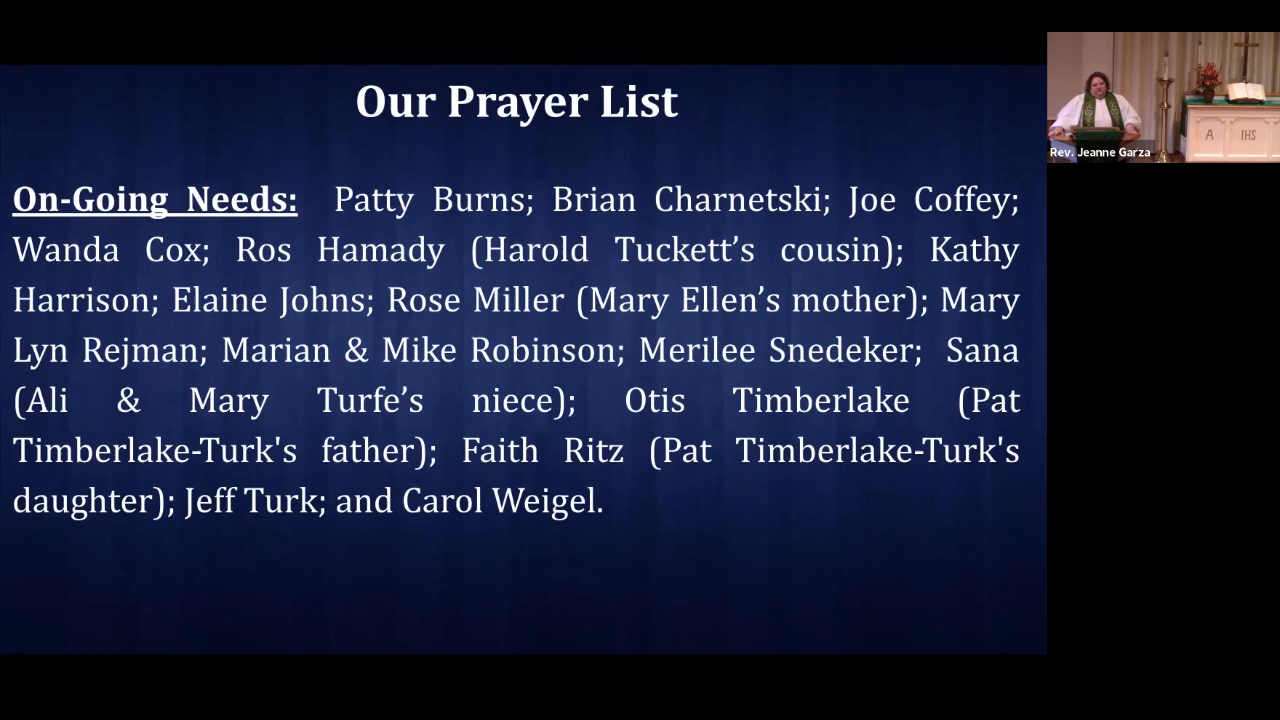 Our Prayer List
On-Going Needs: Patty Burns; Brian Charnetski; Joe Coffey;
Wanda Cox; Ros Hamady (Harold Tuckett’s cousin); Kathy
Harrison; Elaine Johns; Rose Miller (Mary Ellen’s mother); Mary
Lyn Rejman; Marian & Mike Robinson; Merilee Snedeker; Sana
(Ali & Mary Turfe’s niece); Otis Timberlake (Pat
Timberlake-Turk's father); Faith Ritz (Pat Timberlake-Turk's
daughter); Jeff Turk; and Carol Weigel.
A IHS
Rev. Jeanne Garza